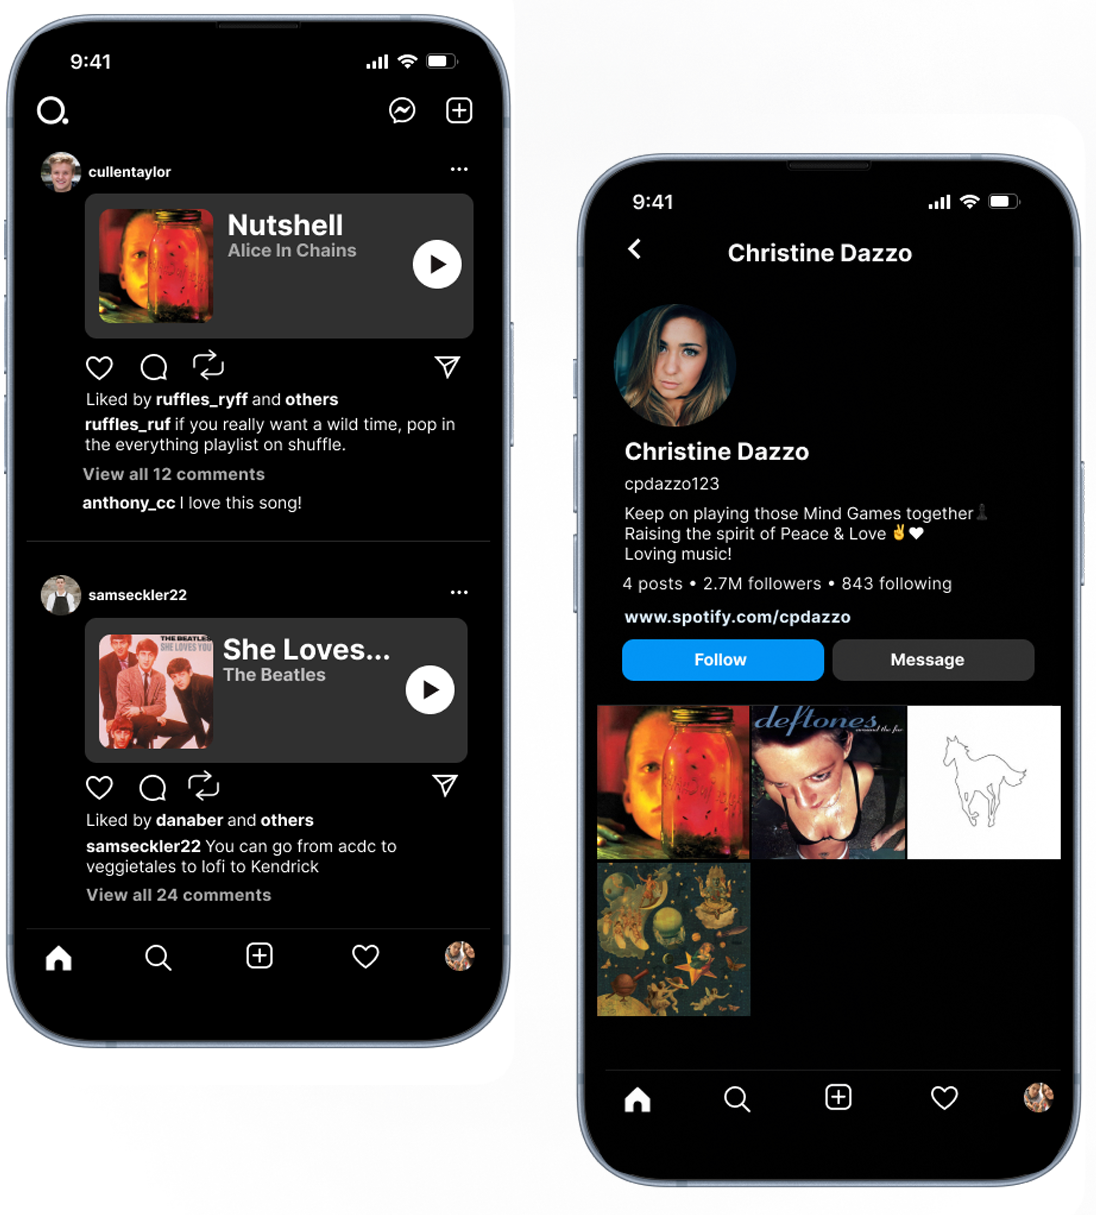 9:41
cullentaylor
Nutshell
Alice In Chains
Liked by ruffles_ryff and others
ruffles_ruf if you really want a wild time, pop in
the everything playlist on shuffle.
View all 12 comments
anthony_cc I love this song!
samseckler22
THE BEATLES
SHE LOVES YOU
She Loves...
The Beatles
Liked by danaber and others
samseckler22 You can go from acdc to
veggietales to lofi to Kendrick
View all 24 comments
9:41
Christine Dazzo
Christine Dazzo
cpdazzo123
Keep on playing those Mind Games together♟️
Raising the spirit of Peace & Love ✌️🤍
Loving music!
4 posts • 2.7M followers • 843 following
www.spotify.com/cpdazzo
Follow
Message
deftones
around the fur